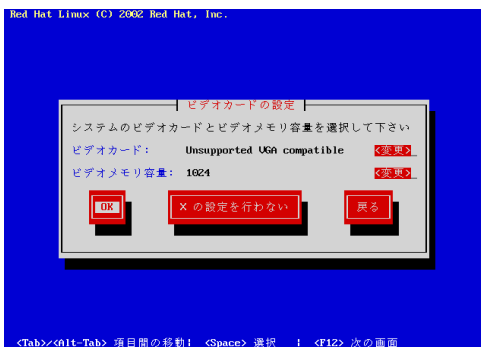 Red Hat Linux (C) 2002 Red Hat, Inc.
ビデオカードの設定
システムのビデオカードとビデオメモリ容量を選択して下さい
ビデオカード: Unsupported VGA compatible <変更>
ビデオメモリ容量: 1024 <変更>
OK X の設定を行わない 戻る
<Tab>/<Alt-Tab> 項目間の移動| <Space> 選択 | <F12> 次の画面